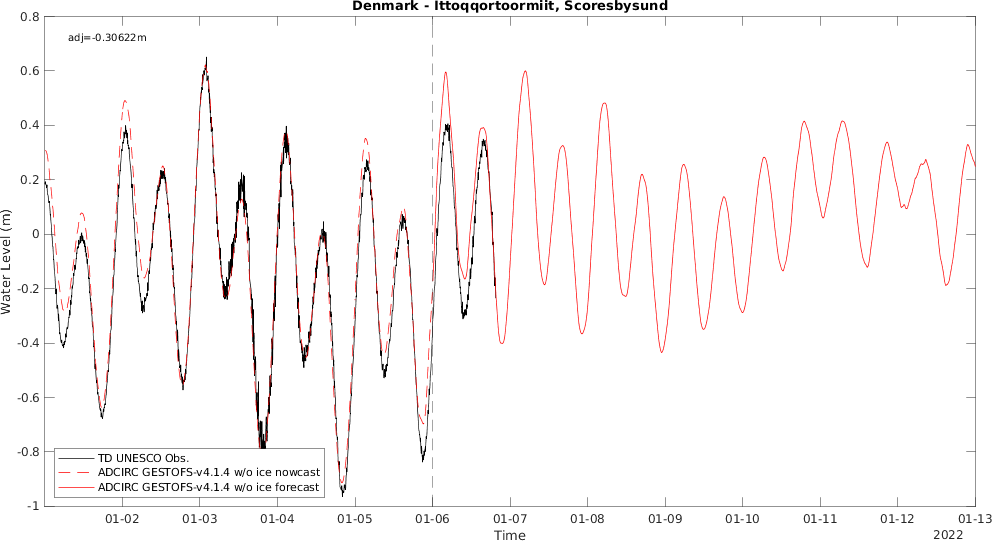 Denmark - Ittoqqortoormiit, Scoresbysund
adj=-0.30622m
Water Level (m)
0.8
0.6
0.4
0.2
0
-0.2
-0.4
-0.6
-0.8
-1
TD UNESCO Obs.
ADCIRC GESTOFS-v4.1.4 w/o ice nowcast
ADCIRC GESTOFS-v4.1.4 w/o ice forecast
01-02 01-03 01-04 01-05 01-06 01-07 01-08 01-09 01-10 01-11 01-12 01-13
Time
2022